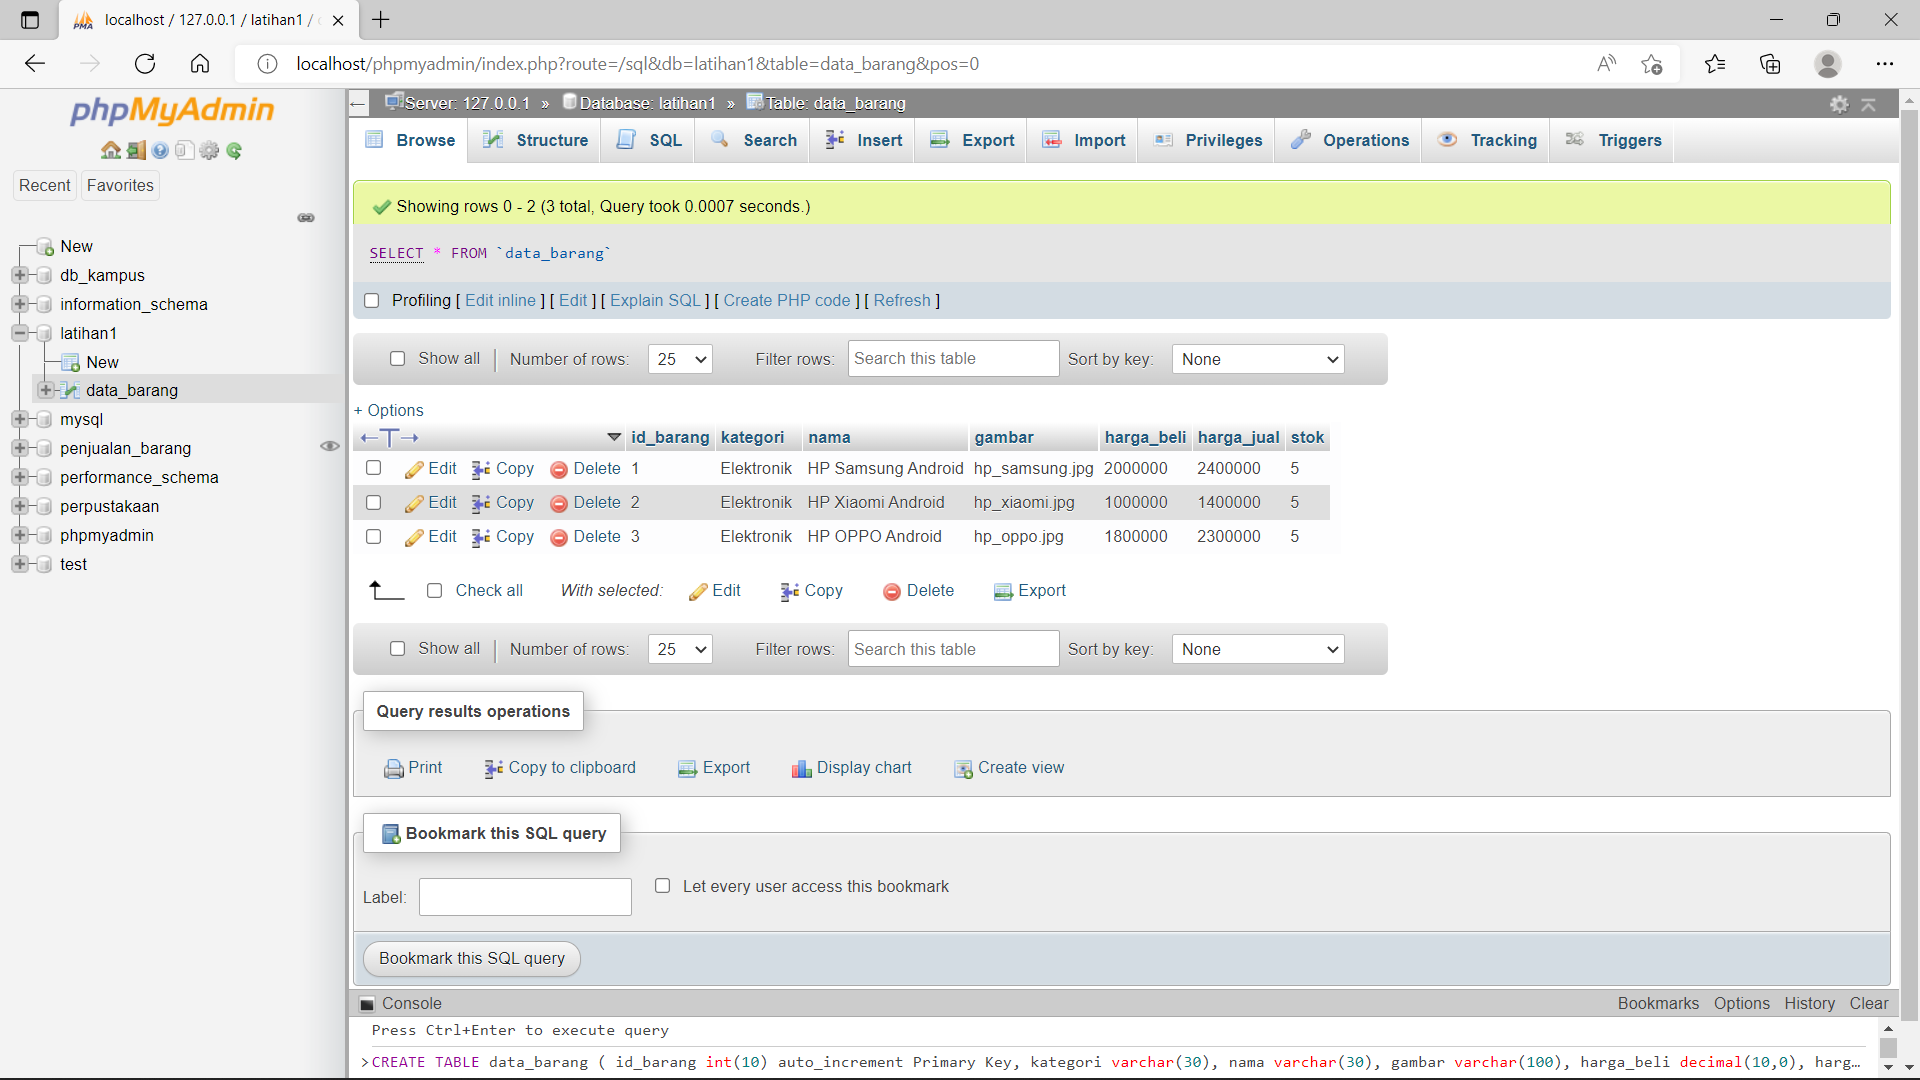 localhost / 127.0.0.1 / latihan1 /
localhost/phpmyadmin/index.php?route=/sql&db=latihan1&table=data_barang&pos=0
phpMyAdmin
Recent
Favorites
New
db_kampus
information_schema
latihan1
New
data_barang
mysql
penjualan_barang
performance_schema
perpustakaan
phpmyadmin
test
Server: 127.0.0.1 » Database: latihan1 » Table: data_barang
Browse Structure SQL Search Insert Export Import Privileges Operations Tracking Triggers
Showing rows 0 - 2 (3 total, Query took 0.0007 seconds.)
SELECT * FROM `data_barang`
Profiling [ Edit inline ] [ Edit ] [ Explain SQL ] [ Create PHP code ] [ Refresh ]
Show all | Number of rows: 25 Filter rows: Search this table Sort by key: None
+ Options
←T→ id_barang kategori nama gambar harga_beli harga_jual stok
Edit Copy Delete 1 Elektronik HP Samsung Android hp_samsung.jpg 2000000 2400000 5
Edit Copy Delete 2 Elektronik HP Xiaomi Android hp_xiaomi.jpg 1000000 1400000 5
Edit Copy Delete 3 Elektronik HP OPPO Android hp_oppo.jpg 1800000 2300000 5
Check all With selected: Edit Copy Delete Export
Show all | Number of rows: 25 Filter rows: Search this table Sort by key: None
Query results operations
Print Copy to clipboard Export Display chart Create view
Bookmark this SQL query
Label: Let every user access this bookmark
Bookmark this SQL query
Console Bookmarks Options History Clear
Press Ctrl+Enter to execute query
>CREATE TABLE data_barang ( id_barang int(10) auto_increment Primary Key, kategori varchar(30), nama varchar(30), gambar varchar(100), harga_beli decimal(10,0), harg…